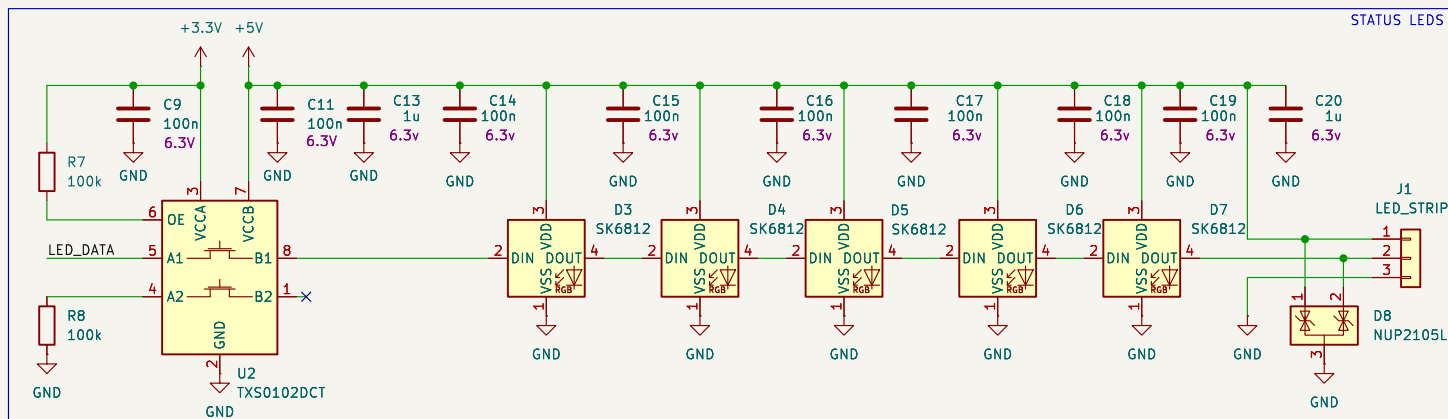 STATUS LEDS
+3.3V
+5V
C9
100n
6.3V
C11
100n
6.3V
C13
1u
6.3v
C14
100n
6.3v
C15
100n
6.3v
C16
100n
6.3v
C17
100n
6.3v
C18
100n
6.3v
C19
100n
6.3v
C20
1u
6.3v
GND
GND
GND
GND
GND
GND
GND
GND
GND
GND
R7
100k
3
7
VCCA
VCCB
6
OE
LED_DATA
5
A1
B1
8
4
A2
B2
1
GND
2
R8
100k
GND
U2
TXS0102DCT
GND
3
VDD
2
DIN
DOUT
4
VSS
RGB
1
GND
D3
SK6812
3
VDD
2
DIN
DOUT
4
VSS
RGB
1
GND
D4
SK6812
3
VDD
2
DIN
DOUT
4
VSS
RGB
1
GND
D5
SK6812
3
VDD
2
DIN
DOUT
4
VSS
RGB
1
GND
D6
SK6812
3
VDD
2
DIN
DOUT
4
VSS
RGB
1
GND
D7
SK6812
J1
LED_STRIP
1
2
3
GND
1
2
D8
NUP2105L
3
GND